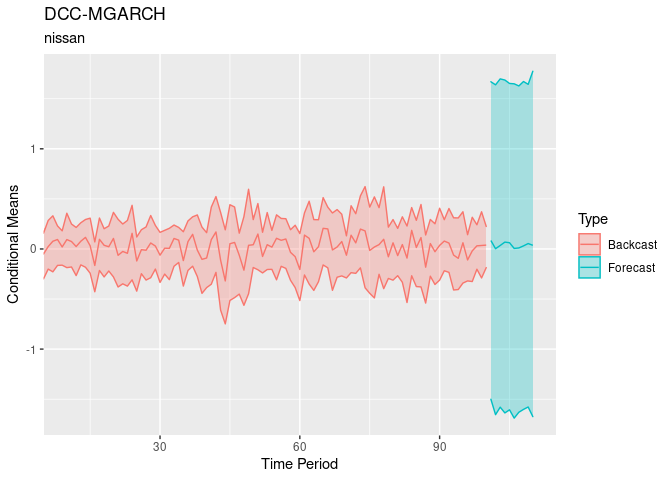 DCC-MGARCH
nissan
Conditional Means
1
0
-1
30
60
90
Time Period
Type
Backcast
Forecast